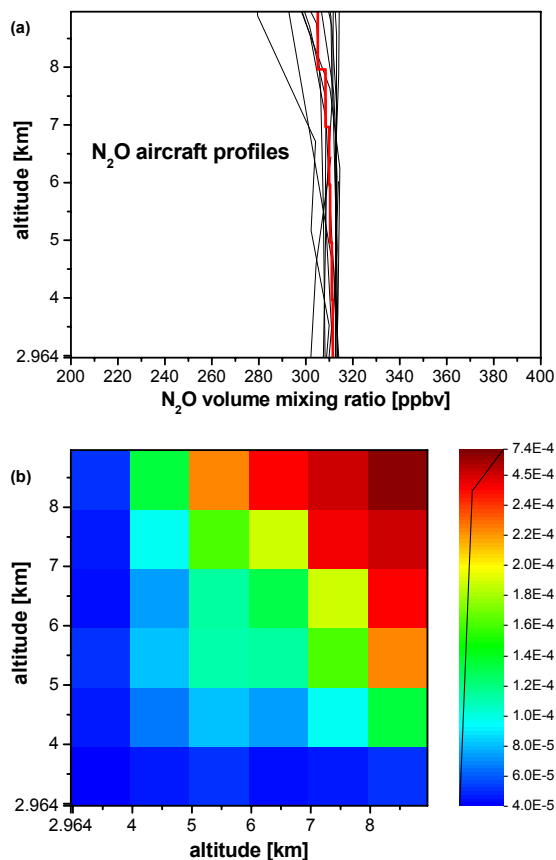 (a)
8
7
6
5
4
2.964
altitude [km]
N₂O aircraft profiles
200 220 240 260 280 300 320 340 360 380 400
N₂O volume mixing ratio [ppbv]
(b)
8
7
6
5
4
2.964
altitude [km]
2.964 4 5 6 7 8
altitude [km]
7.4E-4
4.5E-4
2.4E-4
2.2E-4
2.0E-4
1.8E-4
1.6E-4
1.4E-4
1.2E-4
1.0E-4
8.0E-5
6.0E-5
4.0E-5